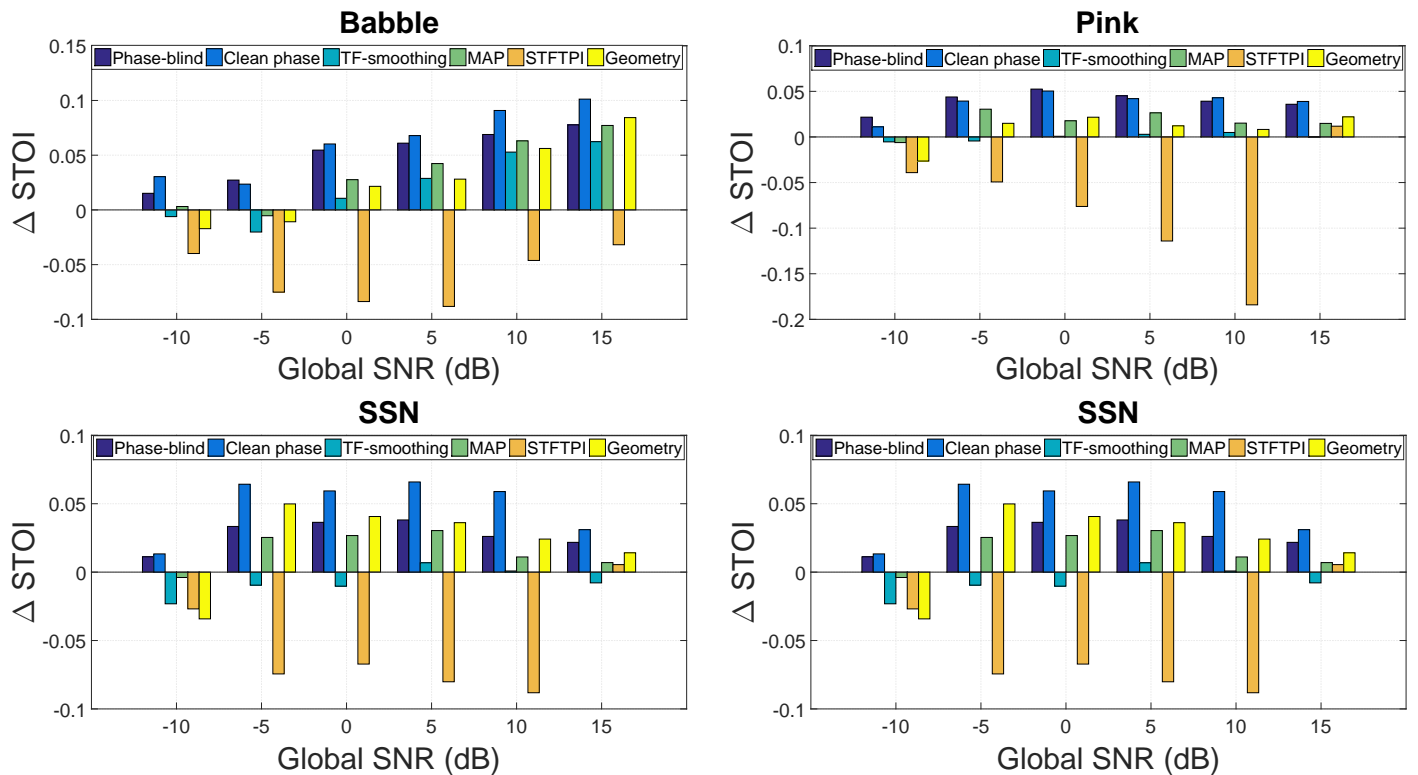 Babble
0.15
Phase-blind Clean phase TF-smoothing MAP STFTPI Geometry
0.1
0.05
0
-0.05
-0.1
Δ STOI
-10 -5 0 5 10 15
Global SNR (dB)
Pink
0.1
Phase-blind Clean phase TF-smoothing MAP STFTPI Geometry
0.05
0
-0.05
-0.1
-0.15
-0.2
Δ STOI
-10 -5 0 5 10 15
Global SNR (dB)
SSN
0.1
Phase-blind Clean phase TF-smoothing MAP STFTPI Geometry
0.05
0
-0.05
-0.1
Δ STOI
-10 -5 0 5 10 15
Global SNR (dB)
SSN
0.1
Phase-blind Clean phase TF-smoothing MAP STFTPI Geometry
0.05
0
-0.05
-0.1
Δ STOI
-10 -5 0 5 10 15
Global SNR (dB)